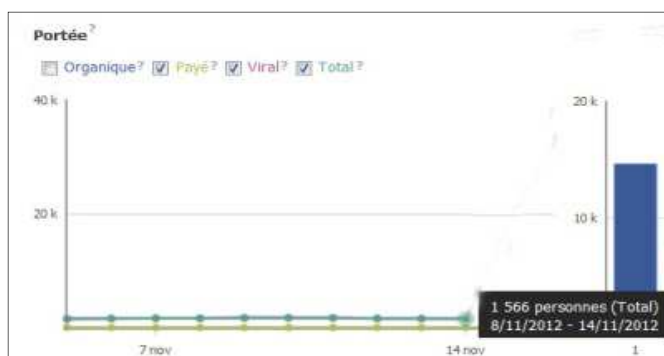 Portée?
Organique? Payé? Viral? Total?
40 k
20 k
20 k
10 k
1 566 personnes (Total)
8/11/2012 - 14/11/2012
7 nov
14 nov
1